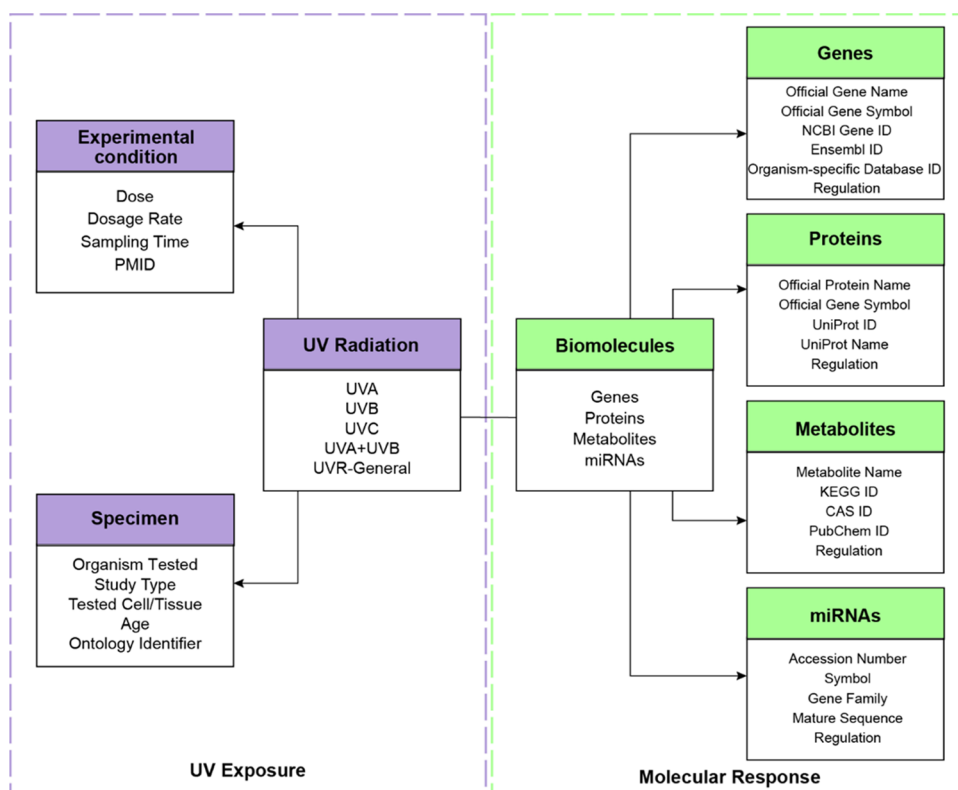 Experimental
condition
Dose
Dosage Rate
Sampling Time
PMID
UV Radiation
UVA
UVB
UVC
UVA+UVB
UVR-General
Specimen
Organism Tested
Study Type
Tested Cell/Tissue
Age
Ontology Identifier
UV Exposure
Biomolecules
Genes
Proteins
Metabolites
miRNAs
Genes
Official Gene Name
Official Gene Symbol
NCBI Gene ID
Ensembl ID
Organism-specific Database ID
Regulation
Proteins
Official Protein Name
Official Gene Symbol
UniProt ID
UniProt Name
Regulation
Metabolites
Metabolite Name
KEGG ID
CAS ID
PubChem ID
Regulation
miRNAs
Accession Number
Symbol
Gene Family
Mature Sequence
Regulation
Molecular Response